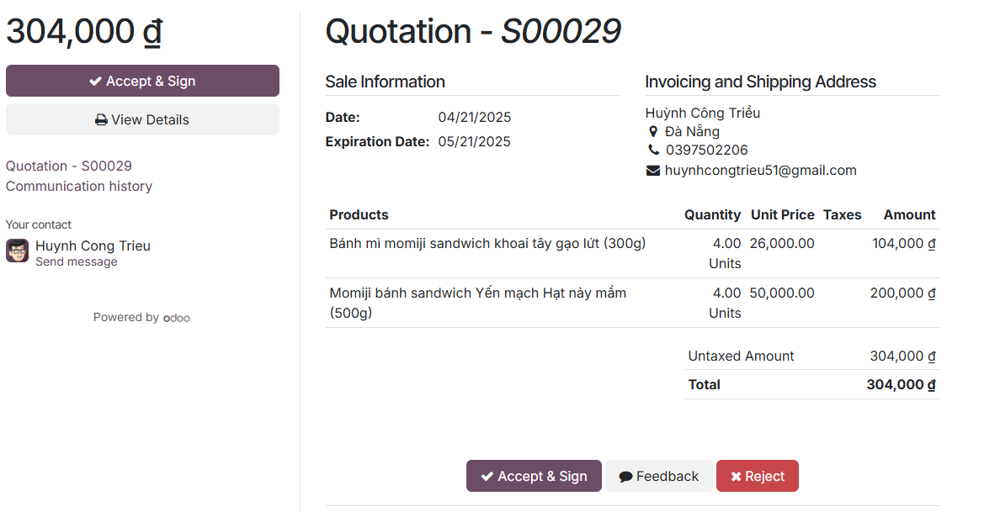 304,000 ₫
Accept & Sign
View Details
Quotation - S00029
Communication history
Your contact
Huynh Cong Trieu
Send message
Powered by odoo
Quotation - S00029
Sale Information
Date: 04/21/2025
Expiration Date: 05/21/2025
Invoicing and Shipping Address
Huỳnh Công Triều
Đà Nẵng
0397502206
huynhcongtrieu51@gmail.com
Products Quantity Unit Price Taxes Amount
Bánh mì momiji sandwich khoai tây gạo lứt (300g) 4.00 26,000.00 104,000 ₫
Units
Momiji bánh sandwich Yến mạch Hạt nảy mầm 4.00 50,000.00 200,000 ₫
(500g) Units
Untaxed Amount 304,000 ₫
Total 304,000 ₫
Accept & Sign Feedback Reject